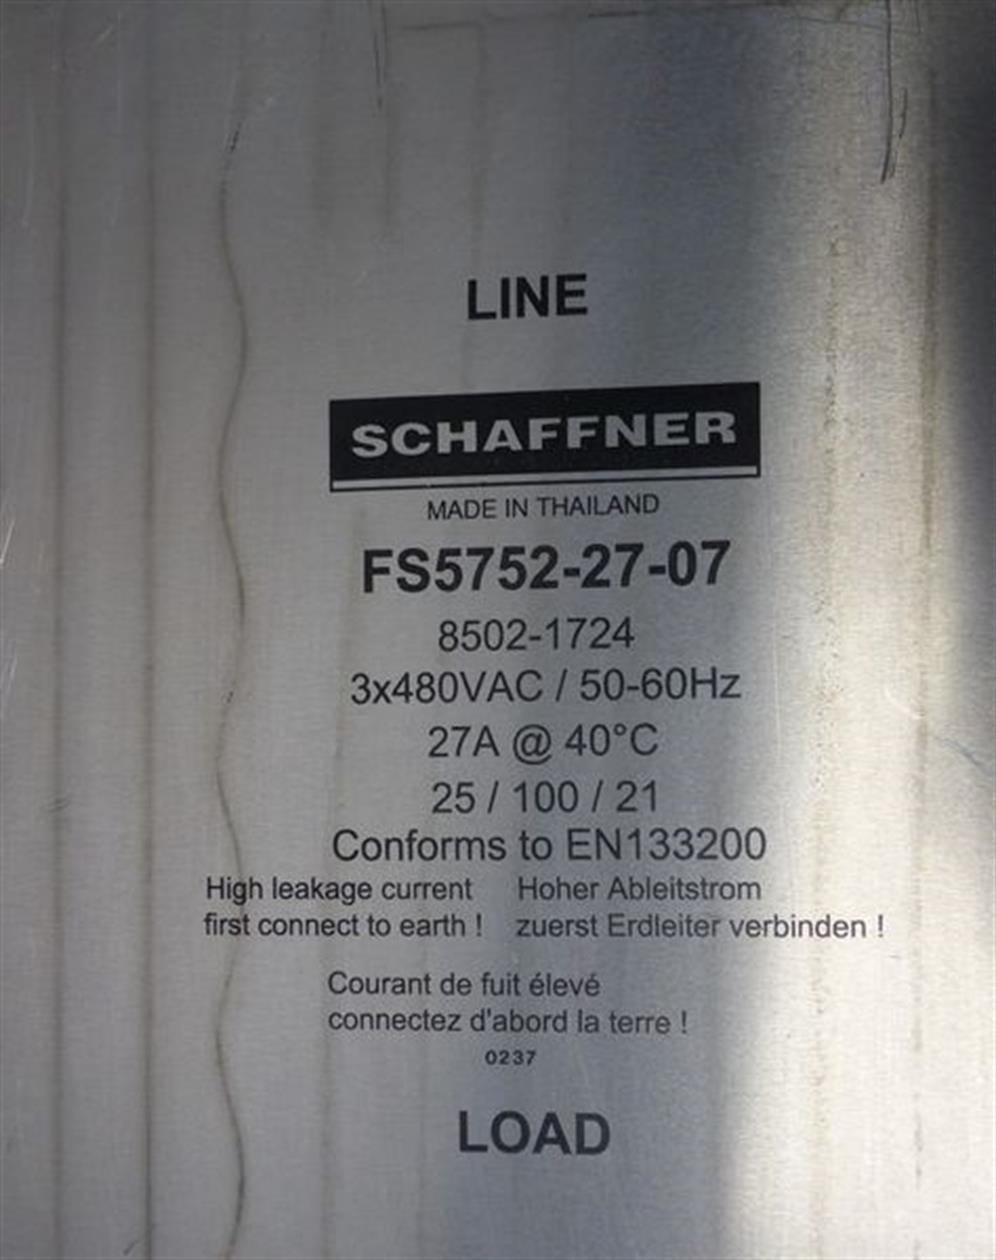 LINE
SCHAFFNER
MADE IN THAILAND
FS5752-27-07
8502-1724
3x480VAC / 50-60Hz
27A @ 40°C
25 / 100 / 21
Conforms to EN133200
High leakage current
first connect to earth !
Hoher Ableitstrom
zuerst Erdleiter verbinden !
Courant de fuit élevé
connectez d'abord la terre !
0237
LOAD